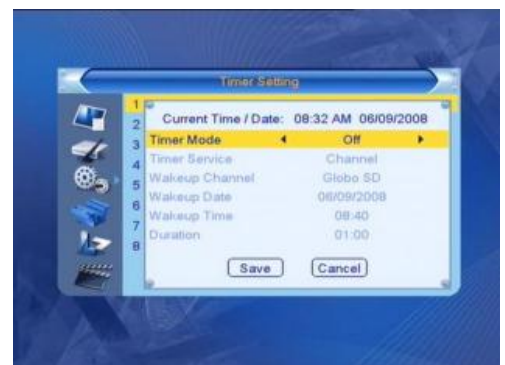 Timer Setting
1
2
3
4
5
6
7
8
Current Time / Date: 08:32 AM 06/09/2008
Timer Mode Off
Timer Service Channel
Wakeup Channel Globo SD
Wakeup Date 06/09/2008
Wakeup Time 08:40
Duration 01:00
Save Cancel